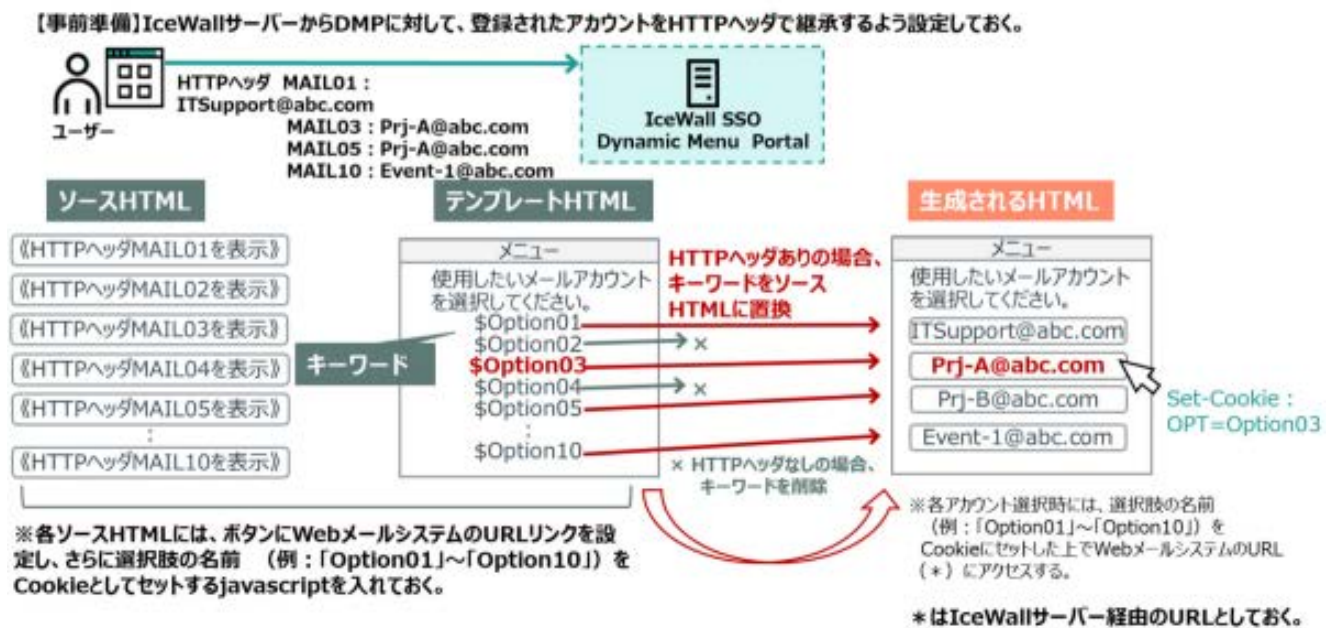 【事前準備】IceWallサーバーからDMPに対して、登録されたアカウントをHTTPヘッダで継承するよう設定しておく。
ユーザー
HTTPヘッダ MAIL01：
ITSupport@abc.com
MAIL03：Prj-A@abc.com
MAIL05：Prj-A@abc.com
MAIL10：Event-1@abc.com
IceWall SSO
Dynamic Menu Portal
ソースHTML
《HTTPヘッダMAIL01を表示》
《HTTPヘッダMAIL02を表示》
《HTTPヘッダMAIL03を表示》
《HTTPヘッダMAIL04を表示》
《HTTPヘッダMAIL05を表示》
：
《HTTPヘッダMAIL10を表示》
キーワード
テンプレートHTML
メニュー
使用したいメールアカウント
を選択してください。
$Option01
$Option02
$Option03
$Option04
$Option05
：
$Option10
HTTPヘッダありの場合、
キーワードをソース
HTMLに置換
×
×
× HTTPヘッダなしの場合、
キーワードを削除
生成されるHTML
メニュー
使用したいメールアカウント
を選択してください。
ITSupport@abc.com
Prj-A@abc.com
Prj-B@abc.com
Event-1@abc.com
Set-Cookie：
OPT=Option03
※各ソースHTMLには、ボタンにWebメールシステムのURLリンクを設
定し、さらに選択肢の名前 （例：「Option01」～「Option10」）を
Cookieとしてセットするjavascriptを入れておく。
※各アカウント選択時には、選択肢の名前
（例：「Option01」～「Option10」）を
Cookieにセットした上でWebメールシステムのURL
（＊）にアクセスする。
＊はIceWallサーバー経由のURLとしておく。